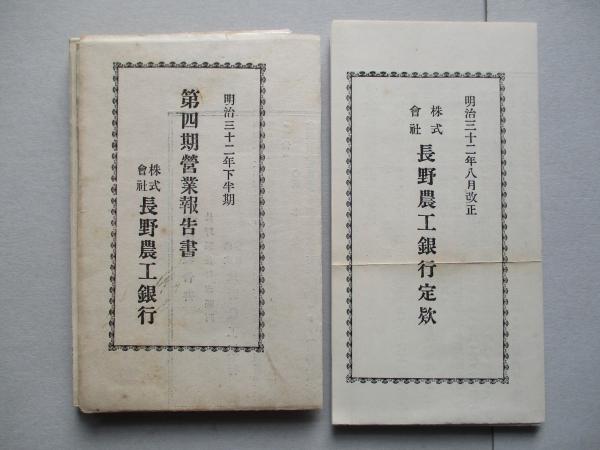 明治三十二年下半期
第四期營業報告書
株式會社長野農工銀行
明治三十二年八月改正
株式會社長野農工銀行定欵